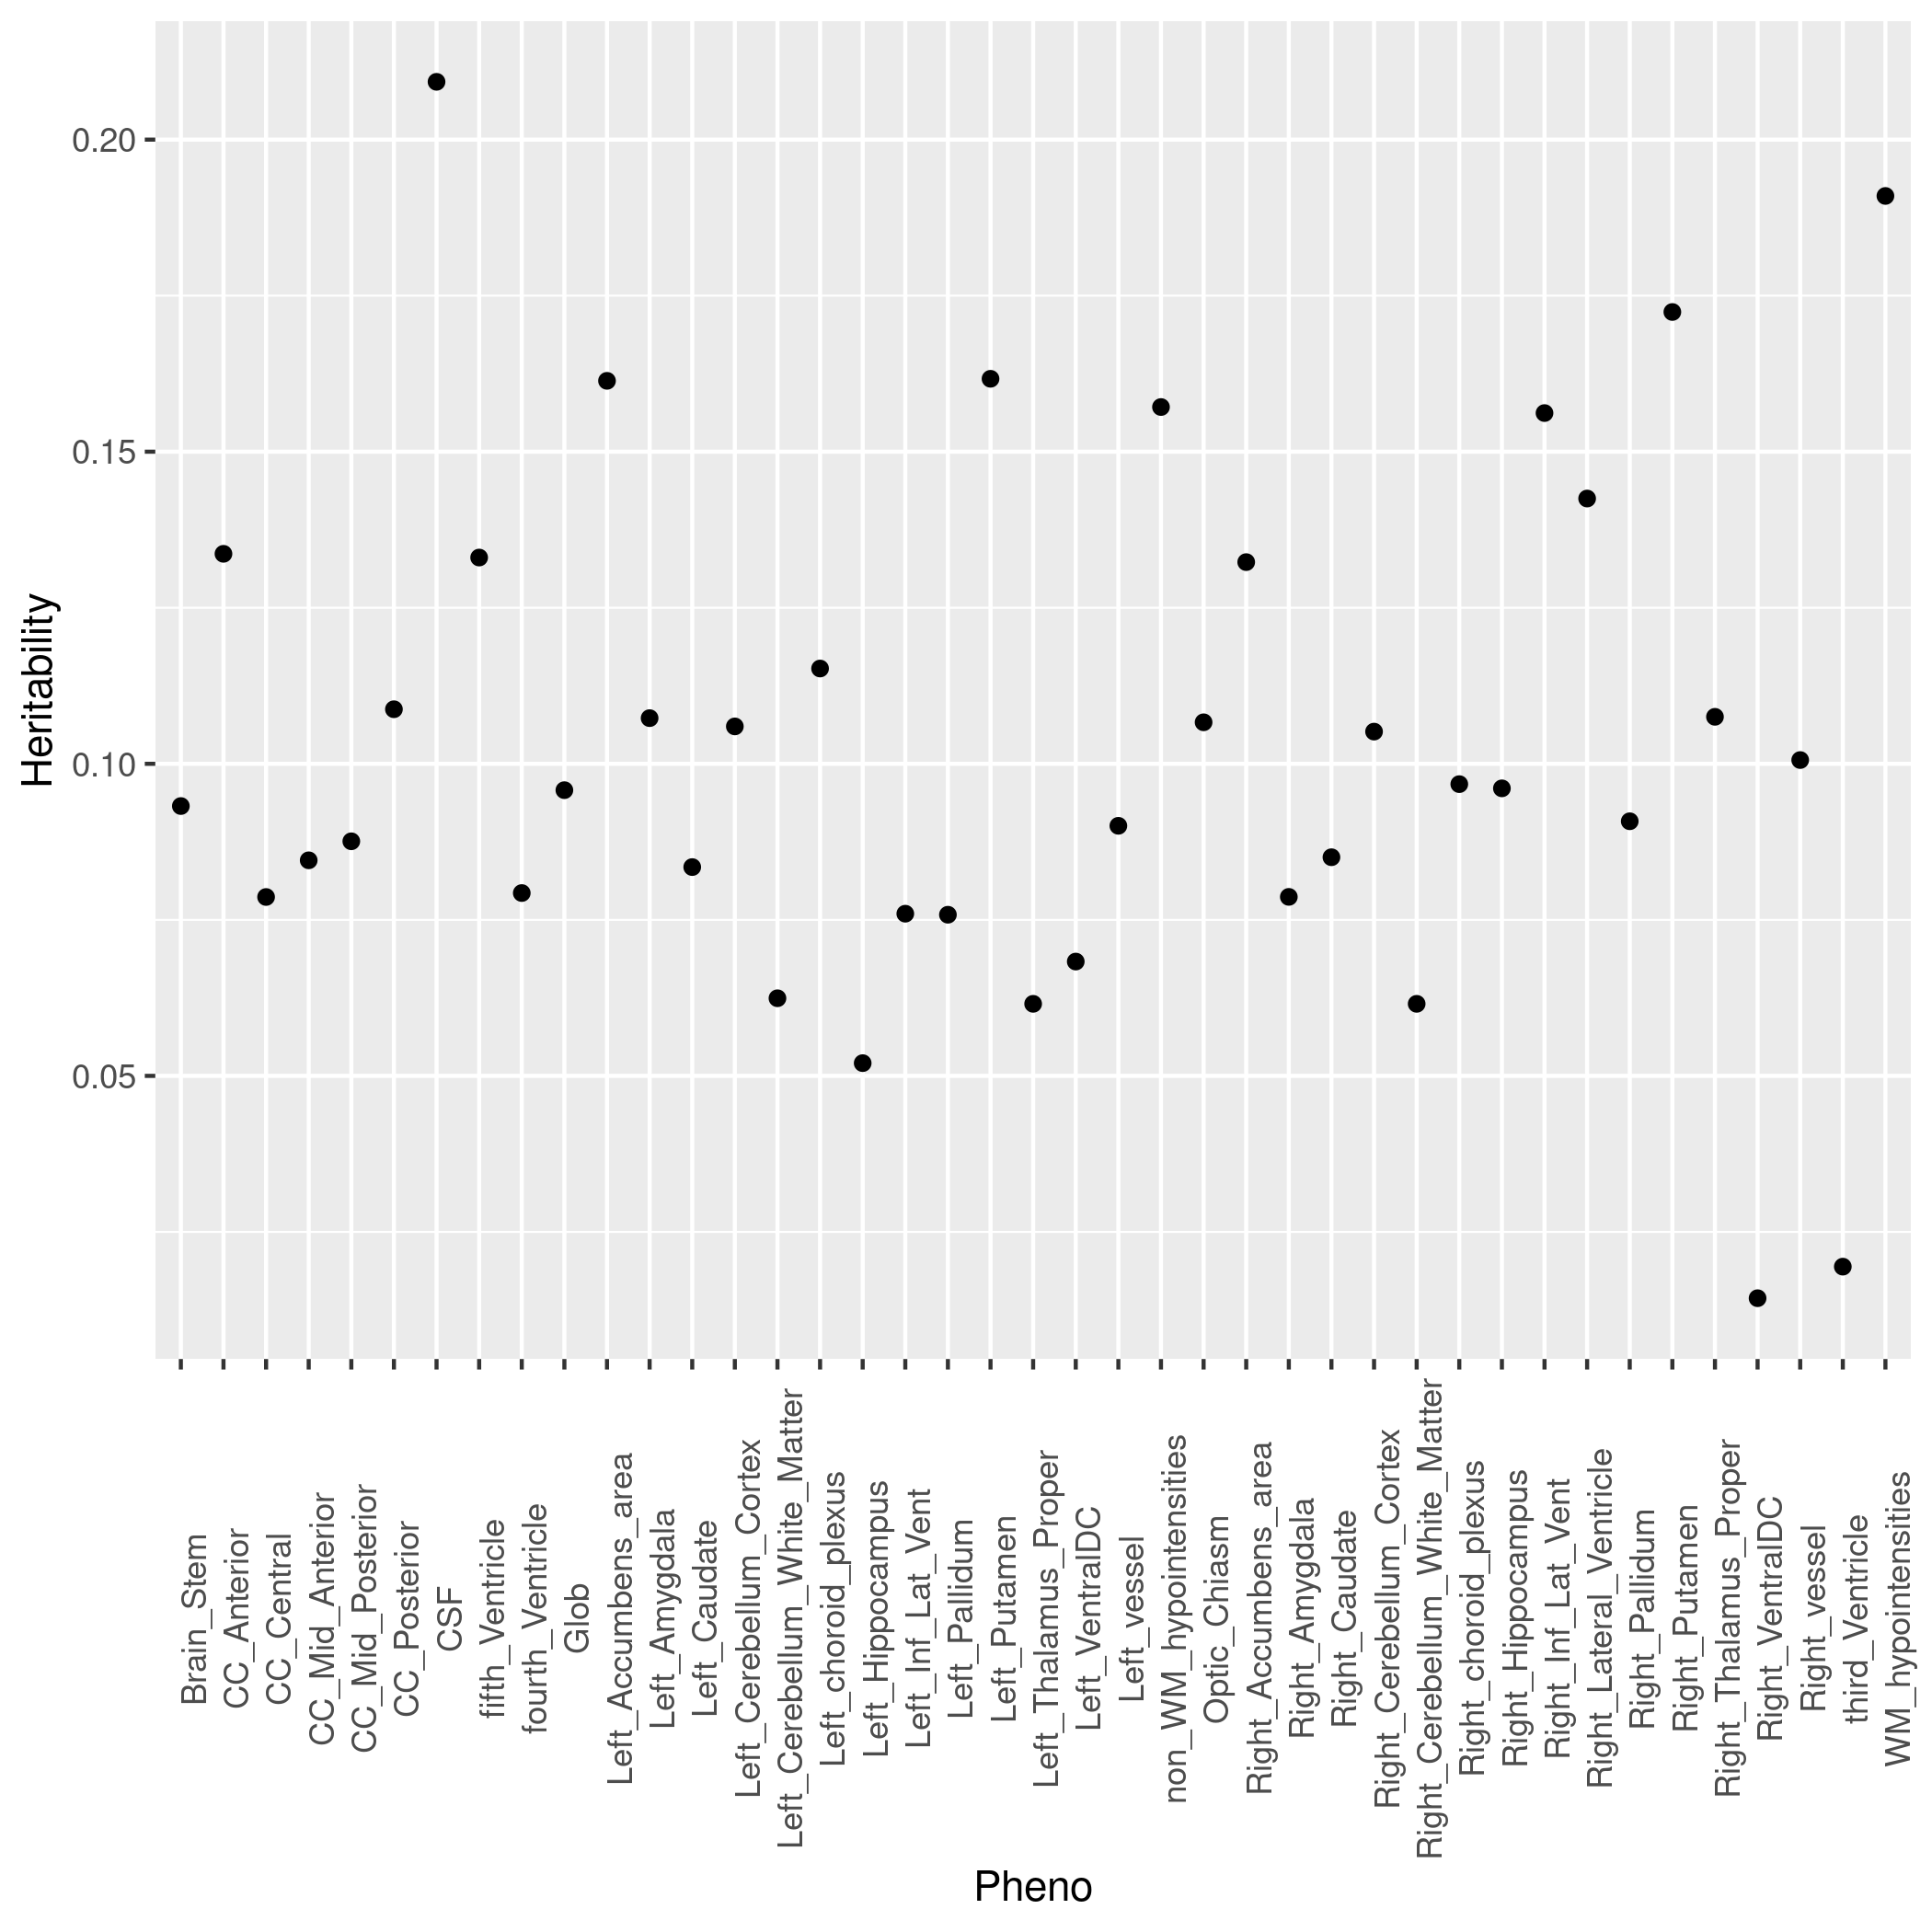 0.20
0.15
0.10
0.05
Heritability
Brain_Stem
CC_Anterior
CC_Central
CC_Mid_Anterior
CC_Mid_Posterior
CC_Posterior
CSF
fifth_Ventricle
fourth_Ventricle
Glob
Left_Accumbens_area
Left_Amygdala
Left_Caudate
Left_Cerebellum_Cortex
Left_Cerebellum_White_Matter
Left_choroid_plexus
Left_Hippocampus
Left_Inf_Lat_Vent
Left_Pallidum
Left_Putamen
Left_Thalamus_Proper
Left_VentralDC
Left_vessel
non_WM_hypointensities
Optic_Chiasm
Right_Accumbens_area
Right_Amygdala
Right_Caudate
Right_Cerebellum_Cortex
Right_Cerebellum_White_Matter
Right_choroid_plexus
Right_Hippocampus
Right_Inf_Lat_Vent
Right_Lateral_Ventricle
Right_Pallidum
Right_Putamen
Right_Thalamus_Proper
Right_VentralDC
Right_vessel
third_Ventricle
WM_hypointensities
Pheno